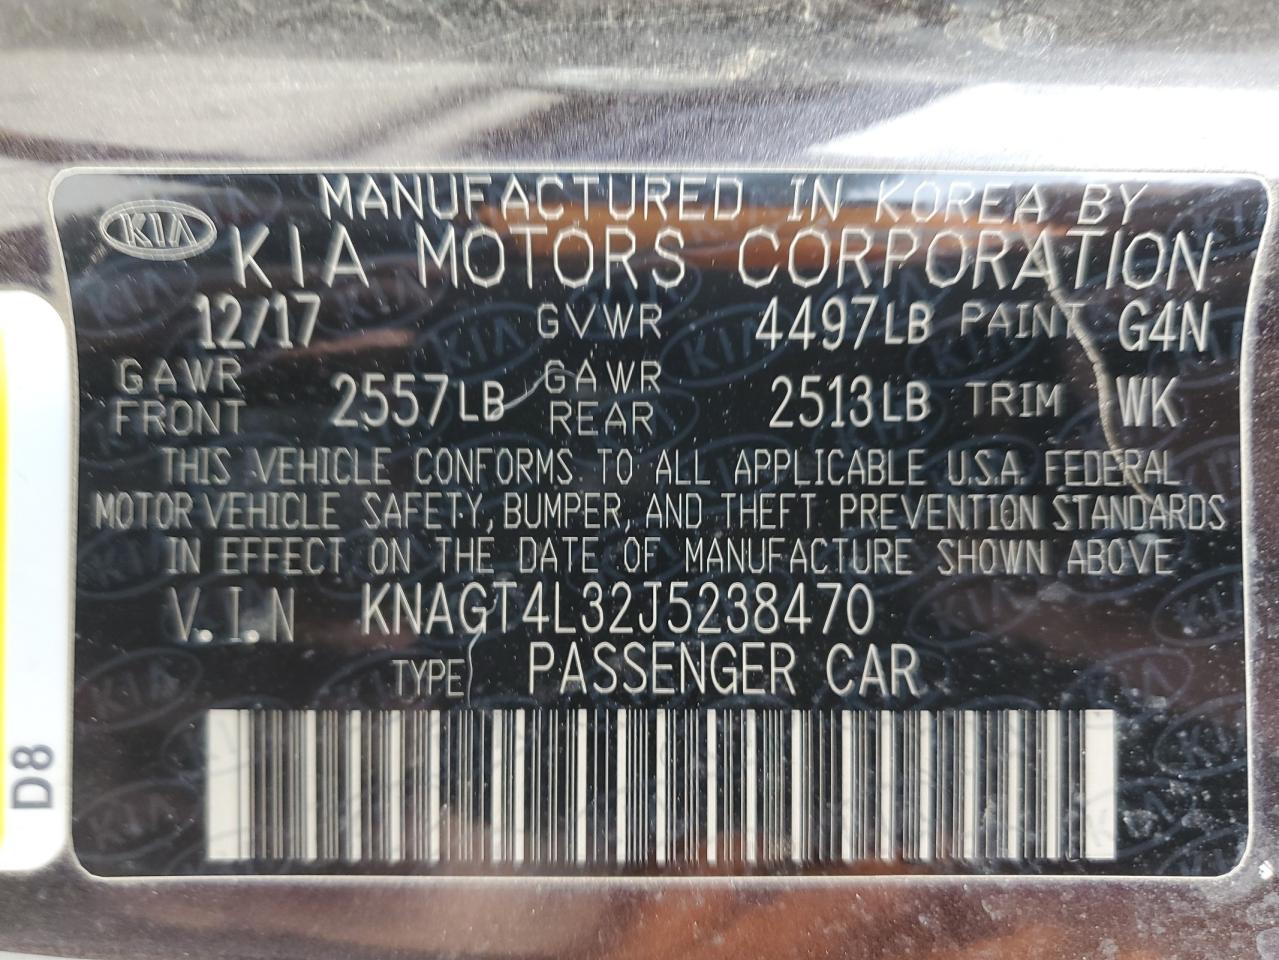 MANUFACTURED IN KOREA BY
KIA
KIA MOTORS CORPORATION
12/17 GVWR 4497LB PAINT G4N
GAWR FRONT 2557LB GAWR REAR 2513LB TRIM WK
THIS VEHICLE CONFORMS TO ALL APPLICABLE U.S.A FEDERAL
MOTOR VEHICLE SAFETY, BUMPER, AND THEFT PREVENTION STANDARDS
IN EFFECT ON THE DATE OF MANUFACTURE SHOWN ABOVE
V.I.N KNAGT4L32J5238470
TYPE PASSENGER CAR
D8